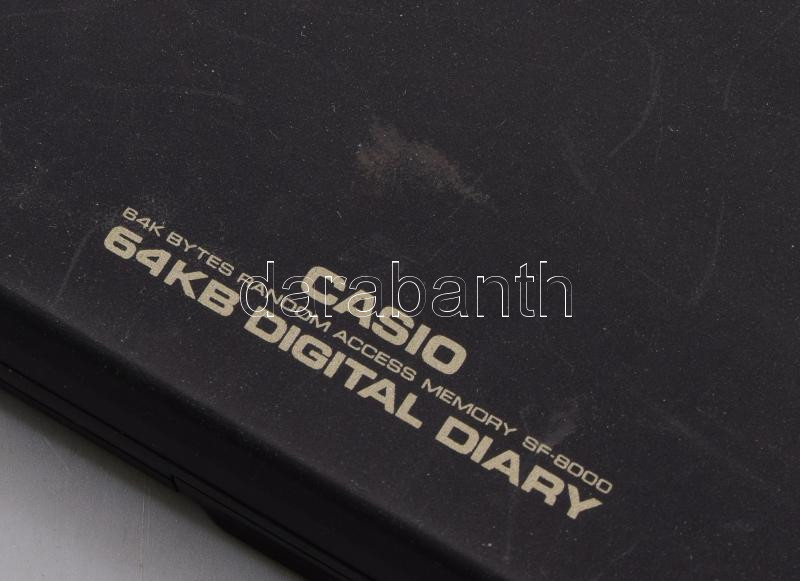 CASIO
64K BYTES RANDOM ACCESS MEMORY SF-8000
64KB DIGITAL DIARY
darabanth